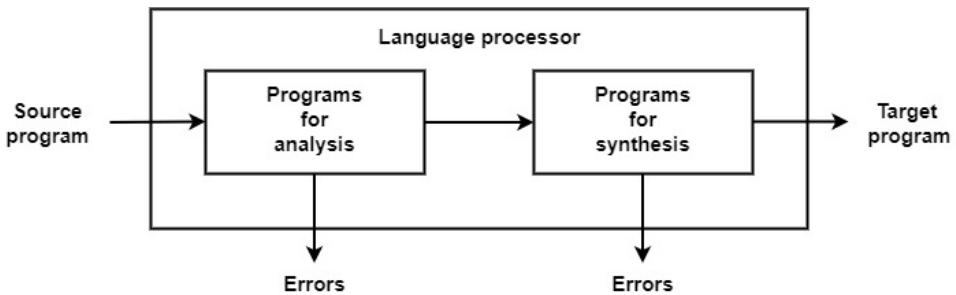 Language processor
Source
program
Programs
for
analysis
Programs
for
synthesis
Target
program
Errors
Errors